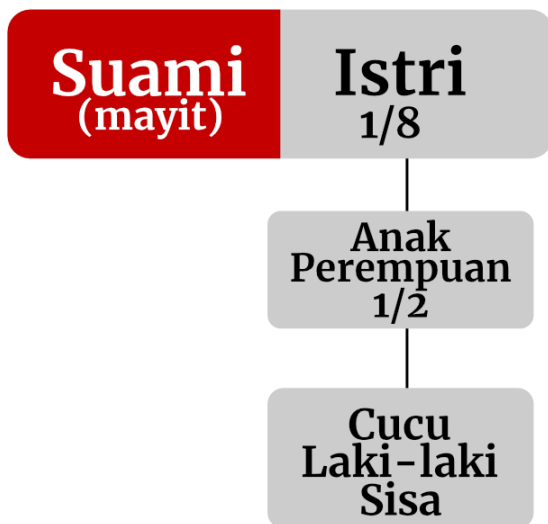 Suami
(mayit)
Istri
1/8
Anak
Perempuan
1/2
Cucu
Laki-laki
Sisa